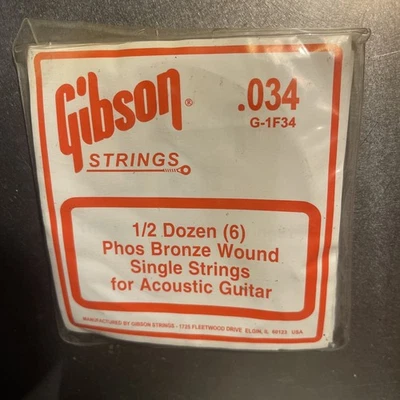 Gibson®
.034
G-1F34
STRINGS
1/2 Dozen (6)
Phos Bronze Wound
Single Strings
for Acoustic Guitar
MANUFACTURED BY GIBSON STRINGS - 1725 FLEETWOOD DRIVE ELGIN, IL 60123 USA